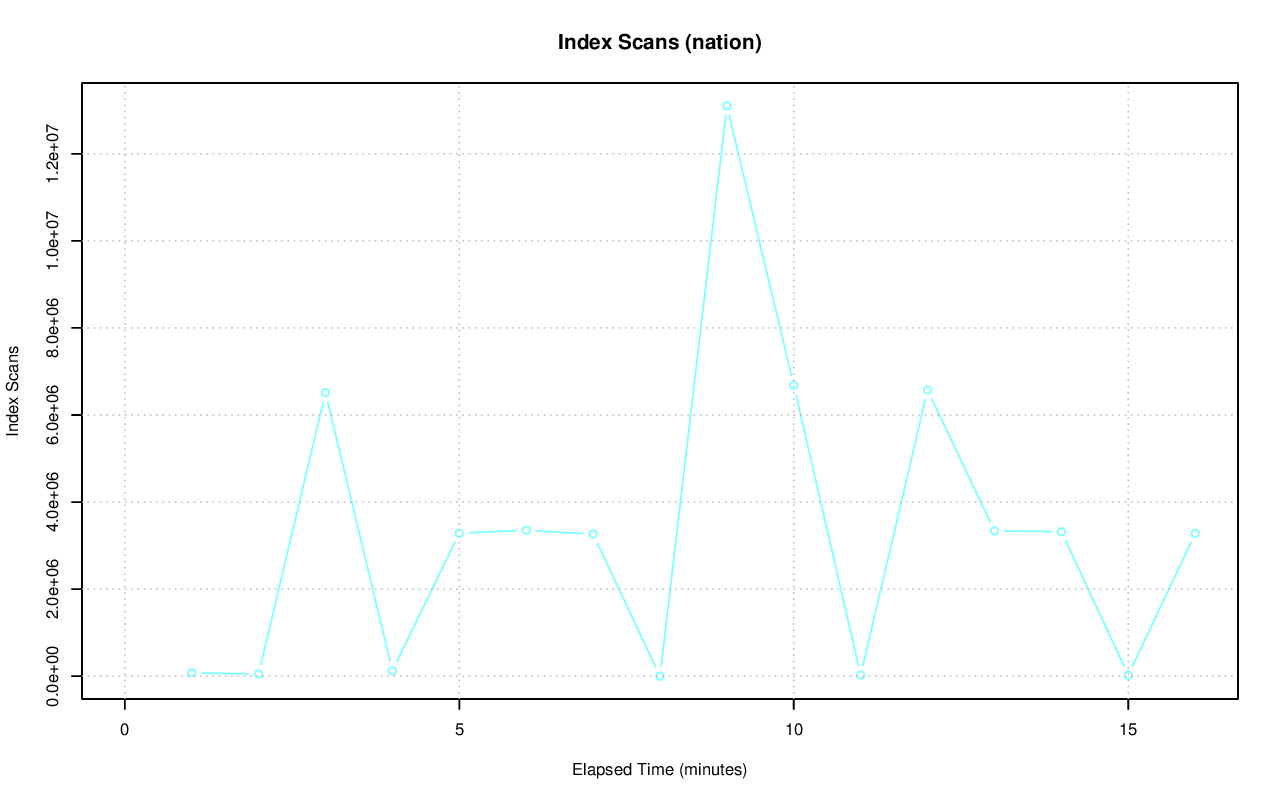 Index Scans (nation)
Index Scans
1.2e+07
1.0e+07
8.0e+06
6.0e+06
4.0e+06
2.0e+06
0.0e+00
0 5 10 15
Elapsed Time (minutes)